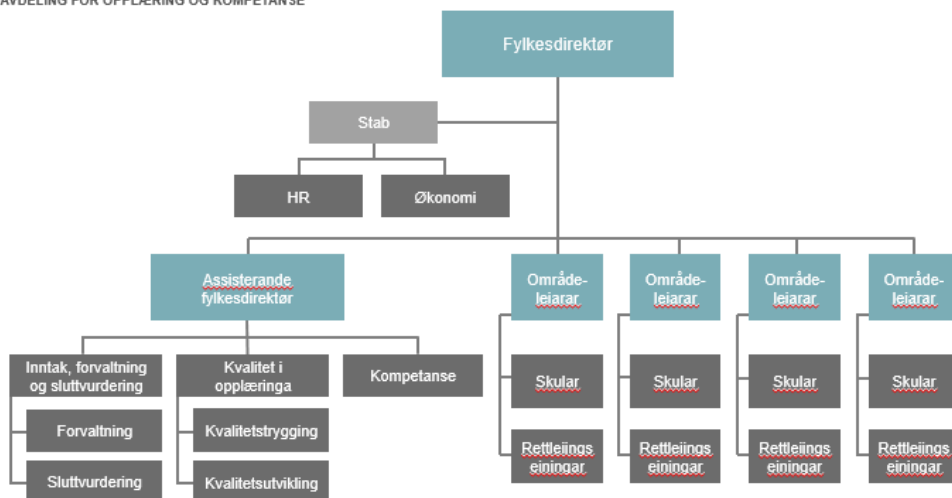 AVDELING FOR OPPLÆRING OG KOMPETANSE
Fylkesdirektør
Stab
HR
Økonomi
Assisterande
fylkesdirektør
Område-
leiarar
Område-
leiarar
Område-
leiarar
Område-
leiarar
Inntak, forvaltning
og sluttvurdering
Kvalitet i
opplæringa
Kompetanse
Skular
Skular
Skular
Skular
Forvaltning
Kvalitetstrygging
Rettleiings
einingar
Rettleiings
einingar
Rettleiings
einingar
Rettleiings
einingar
Sluttvurdering
Kvalitetsutvikling